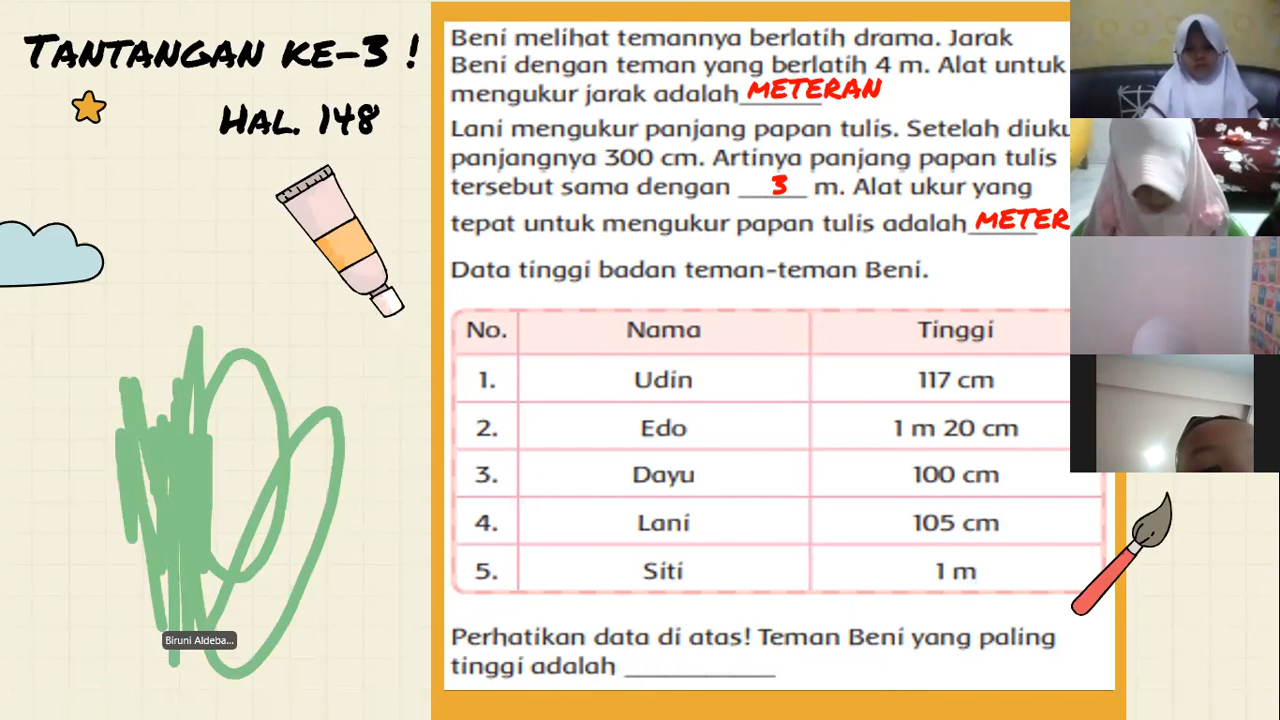 TANTANGAN KE-3 !
HAL. 148
Beni melihat temannya berlatih drama. Jarak
Beni dengan teman yang berlatih 4 m. Alat untuk
mengukur jarak adalah METERAN
Lani mengukur panjang papan tulis. Setelah diuku
panjangnya 300 cm. Artinya panjang papan tulis
tersebut sama dengan 3 m. Alat ukur yang
tepat untuk mengukur papan tulis adalah METER
Data tinggi badan teman-teman Beni.
No. Nama Tinggi
1. Udin 117 cm
2. Edo 1 m 20 cm
3. Dayu 100 cm
4. Lani 105 cm
5. Siti 1 m
Perhatikan data di atas! Teman Beni yang paling
tinggi adalah ____________
Biruni Aldeba...